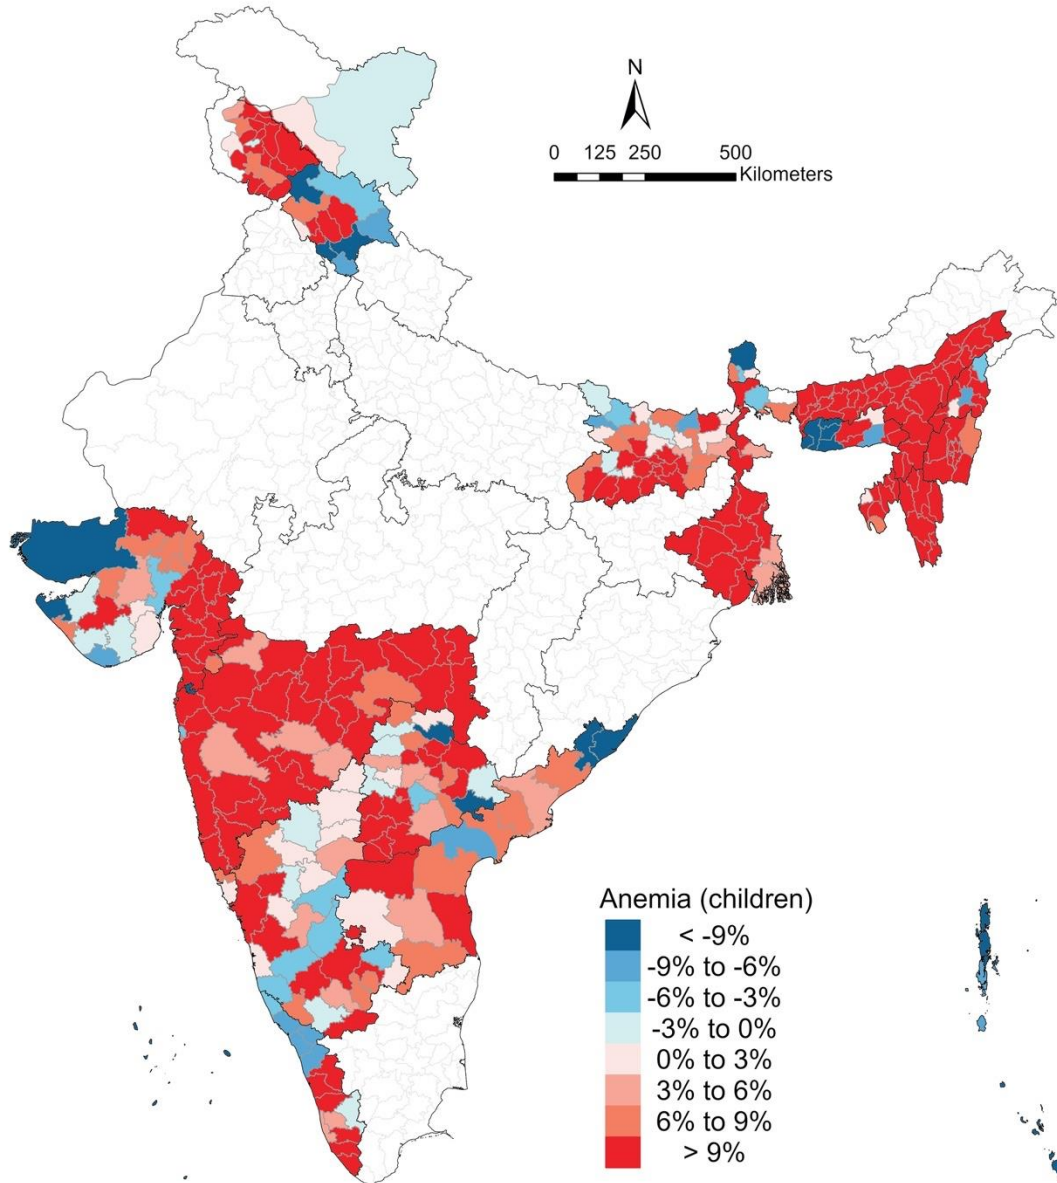 N
0 125 250 500
Kilometers
Anemia (children)
< -9%
-9% to -6%
-6% to -3%
-3% to 0%
0% to 3%
3% to 6%
6% to 9%
> 9%